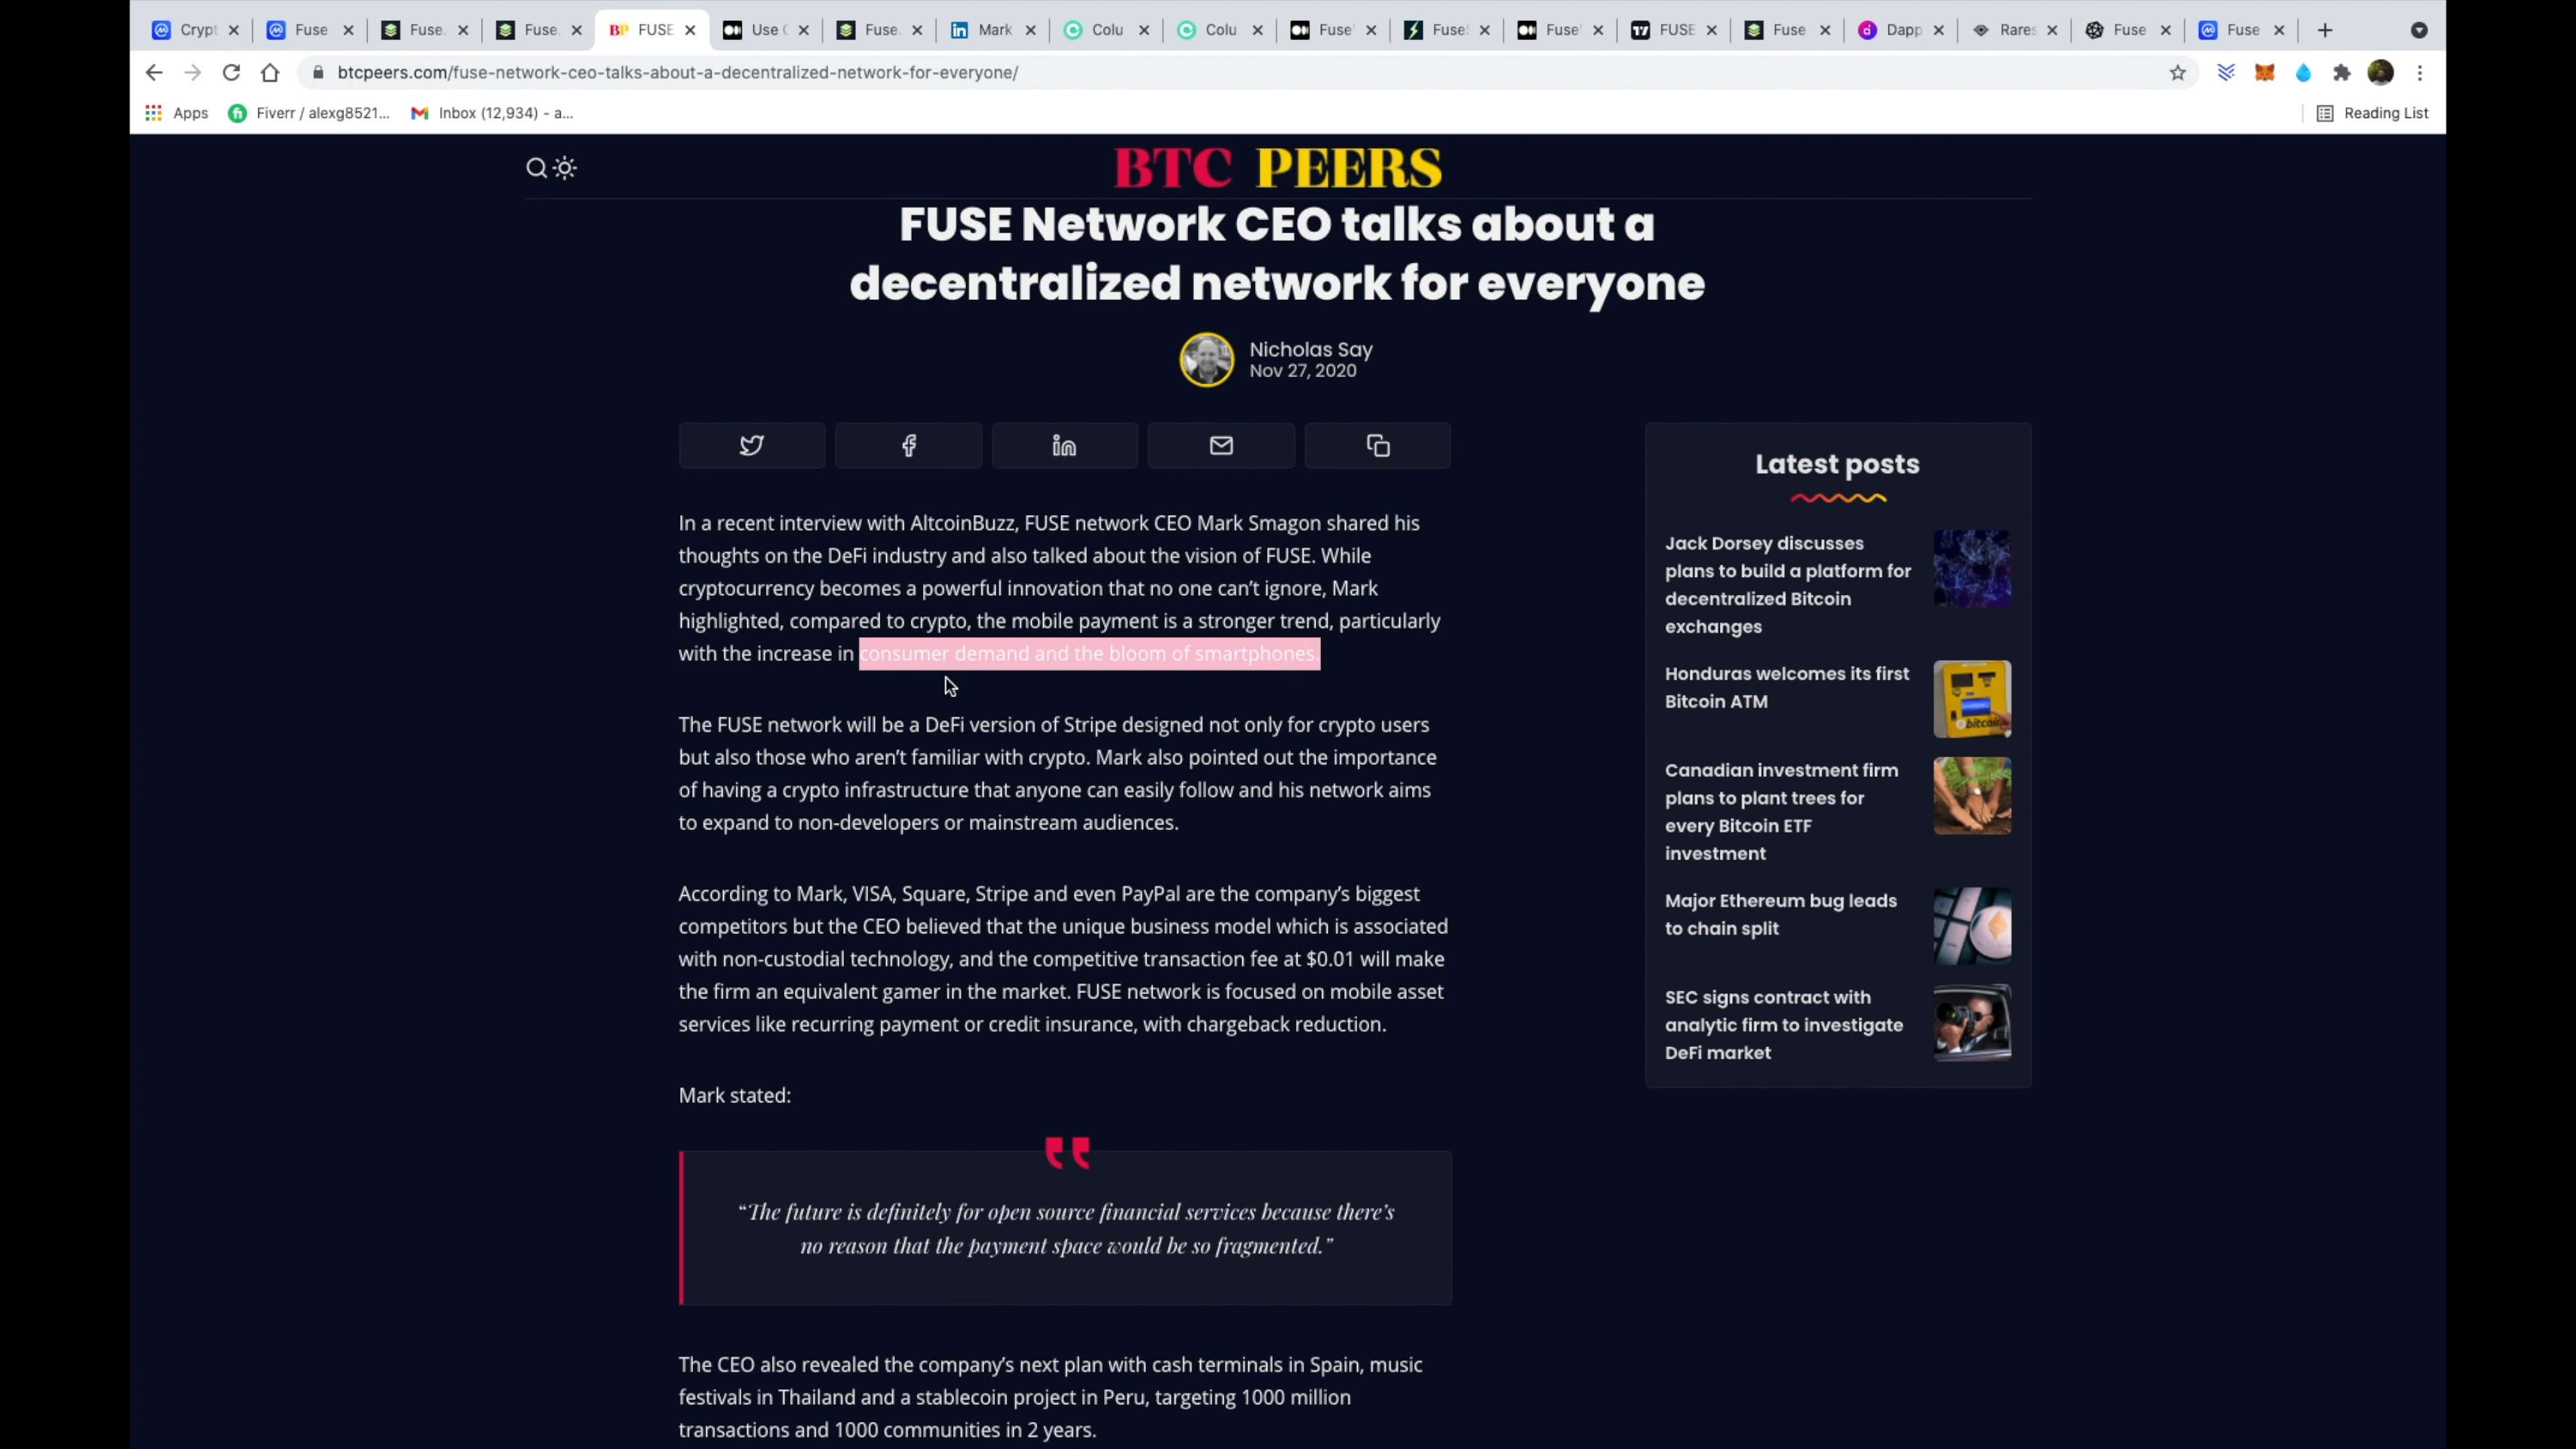 Crypt
Fuse
Fuse.
Fuse.
BP FUSE
Use
Fuse.
Mark
Colu
Colu
Fuse'
Fuse
Fuse'
FUSE
Fuse
Dapp
Rares
Fuse
Fuse
btcpeers.com/fuse-network-ceo-talks-about-a-decentralized-network-for-everyone/
Apps
Fiverr / alexg8521...
Inbox (12,934) - a...
Reading List
BTC PEERS
FUSE Network CEO talks about a
decentralized network for everyone
Nicholas Say
Nov 27, 2020
In a recent interview with AltcoinBuzz, FUSE network CEO Mark Smagon shared his
thoughts on the DeFi industry and also talked about the vision of FUSE. While
cryptocurrency becomes a powerful innovation that no one can't ignore, Mark
highlighted, compared to crypto, the mobile payment is a stronger trend, particularly
with the increase in consumer demand and the bloom of smartphones.
The FUSE network will be a DeFi version of Stripe designed not only for crypto users
but also those who aren't familiar with crypto. Mark also pointed out the importance
of having a crypto infrastructure that anyone can easily follow and his network aims
to expand to non-developers or mainstream audiences.
According to Mark, VISA, Square, Stripe and even PayPal are the company's biggest
competitors but the CEO believed that the unique business model which is associated
with non-custodial technology, and the competitive transaction fee at $0.01 will make
the firm an equivalent gamer in the market. FUSE network is focused on mobile asset
services like recurring payment or credit insurance, with chargeback reduction.
Mark stated:
“The future is definitely for open source financial services because there's
no reason that the payment space would be so fragmented.”
The CEO also revealed the company's next plan with cash terminals in Spain, music
festivals in Thailand and a stablecoin project in Peru, targeting 1000 million
transactions and 1000 communities in 2 years.
Latest posts
Jack Dorsey discusses
plans to build a platform for
decentralized Bitcoin
exchanges
Honduras welcomes its first
Bitcoin ATM
bitcoin
Canadian investment firm
plans to plant trees for
every Bitcoin ETF
investment
Major Ethereum bug leads
to chain split
SEC signs contract with
analytic firm to investigate
DeFi market